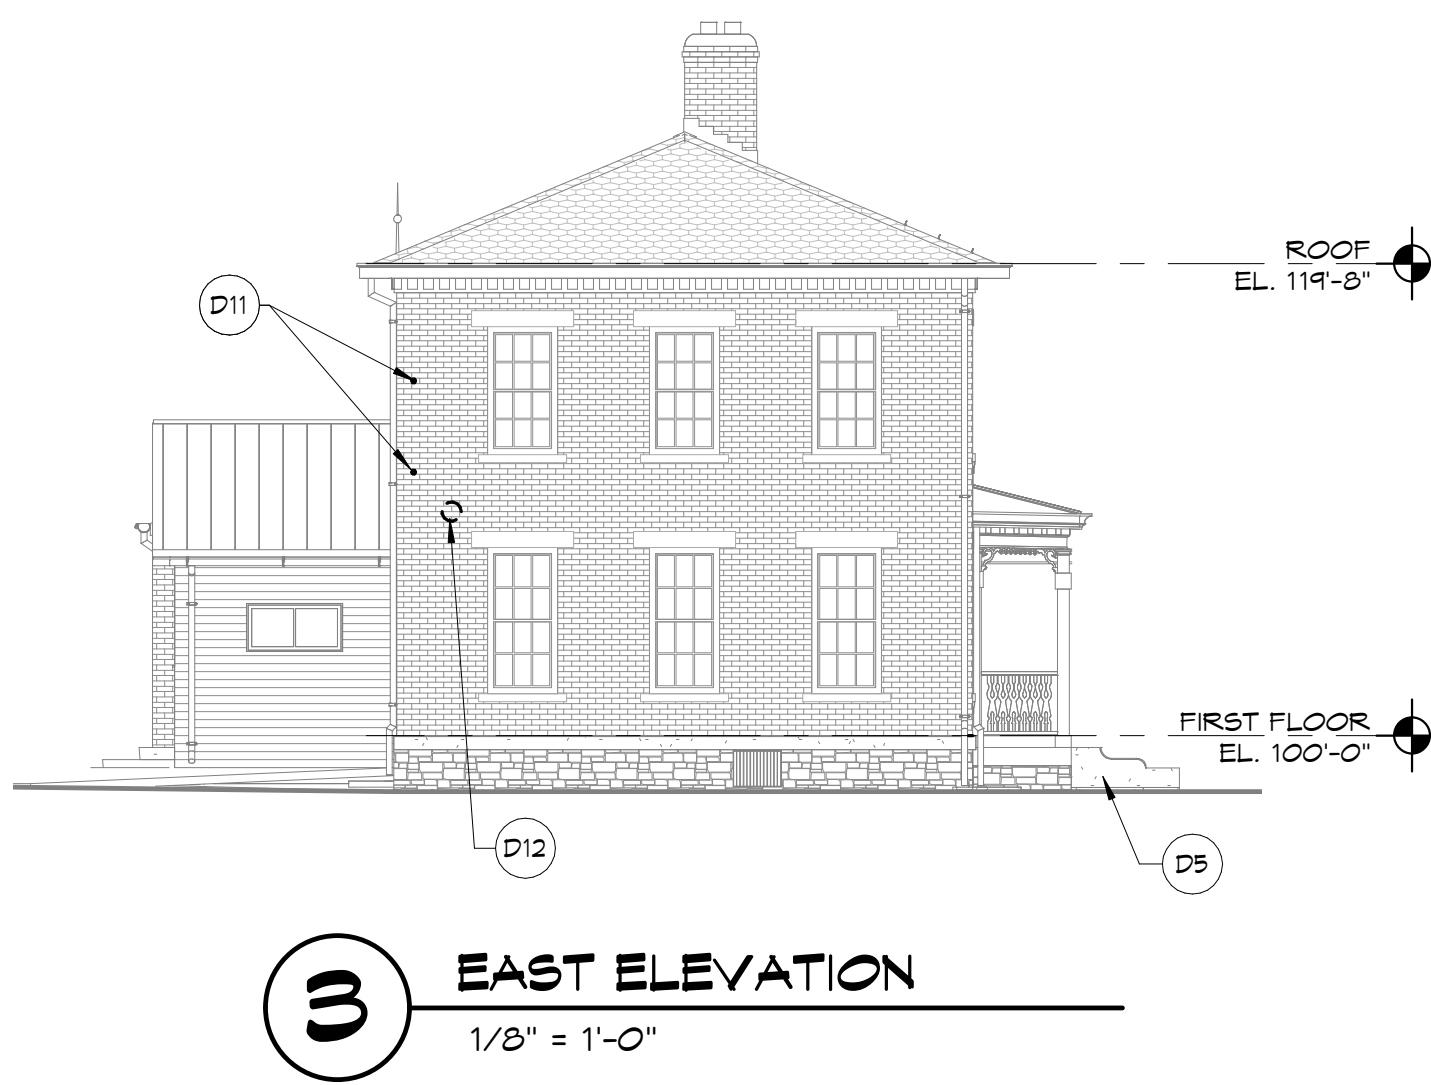 ROOF
EL. 119'-8"
D11
FIRST FLOOR
EL. 100'-0"
D12
D5
3
EAST ELEVATION
1/8" = 1'-0"